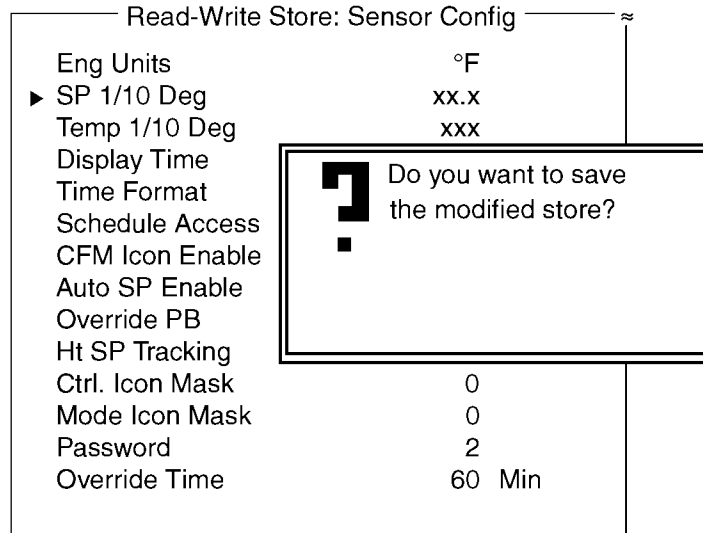 Read-Write Store: Sensor Config
Eng Units °F
▶ SP 1/10 Deg xx.x
Temp 1/10 Deg xxx
Display Time
Time Format
Schedule Access
CFM Icon Enable
Auto SP Enable
Override PB
Ht SP Tracking
Ctrl. Icon Mask 0
Mode Icon Mask 0
Password 2
Override Time 60 Min
? Do you want to save
the modified store?